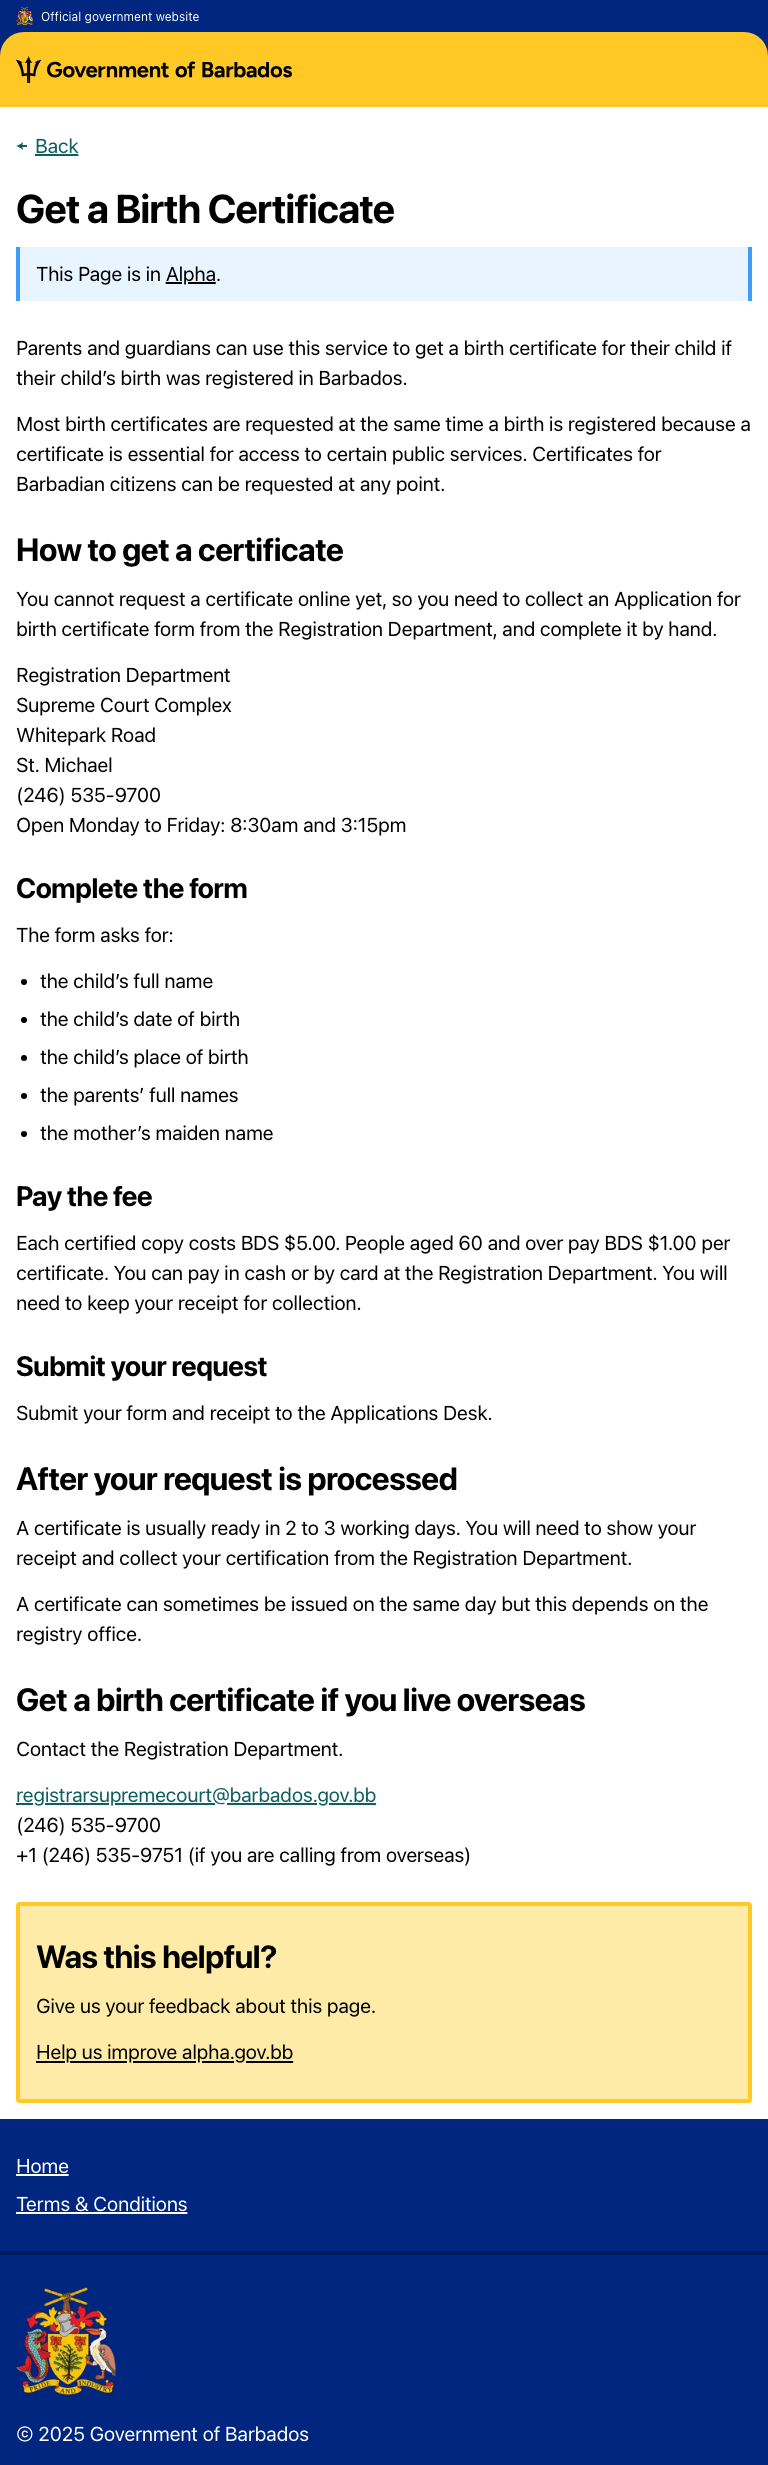 Official government website
Government of Barbados
Back
Get a Birth Certificate
This Page is in Alpha.
Parents and guardians can use this service to get a birth certificate for their child if
their child’s birth was registered in Barbados.
Most birth certificates are requested at the same time a birth is registered because a
certificate is essential for access to certain public services. Certificates for
Barbadian citizens can be requested at any point.
How to get a certificate
You cannot request a certificate online yet, so you need to collect an Application for
birth certificate form from the Registration Department, and complete it by hand.
Registration Department
Supreme Court Complex
Whitepark Road
St. Michael
(246) 535-9700
Open Monday to Friday: 8:30am and 3:15pm
Complete the form
The form asks for:
• the child’s full name
• the child’s date of birth
• the child’s place of birth
• the parents’ full names
• the mother’s maiden name
Pay the fee
Each certified copy costs BDS $5.00. People aged 60 and over pay BDS $1.00 per
certificate. You can pay in cash or by card at the Registration Department. You will
need to keep your receipt for collection.
Submit your request
Submit your form and receipt to the Applications Desk.
After your request is processed
A certificate is usually ready in 2 to 3 working days. You will need to show your
receipt and collect your certification from the Registration Department.
A certificate can sometimes be issued on the same day but this depends on the
registry office.
Get a birth certificate if you live overseas
Contact the Registration Department.
registrarsupremecourt@barbados.gov.bb
(246) 535-9700
+1 (246) 535-9751 (if you are calling from overseas)
Was this helpful?
Give us your feedback about this page.
Help us improve alpha.gov.bb
Home
Terms & Conditions
PRIDE AND INDUSTRY
© 2025 Government of Barbados